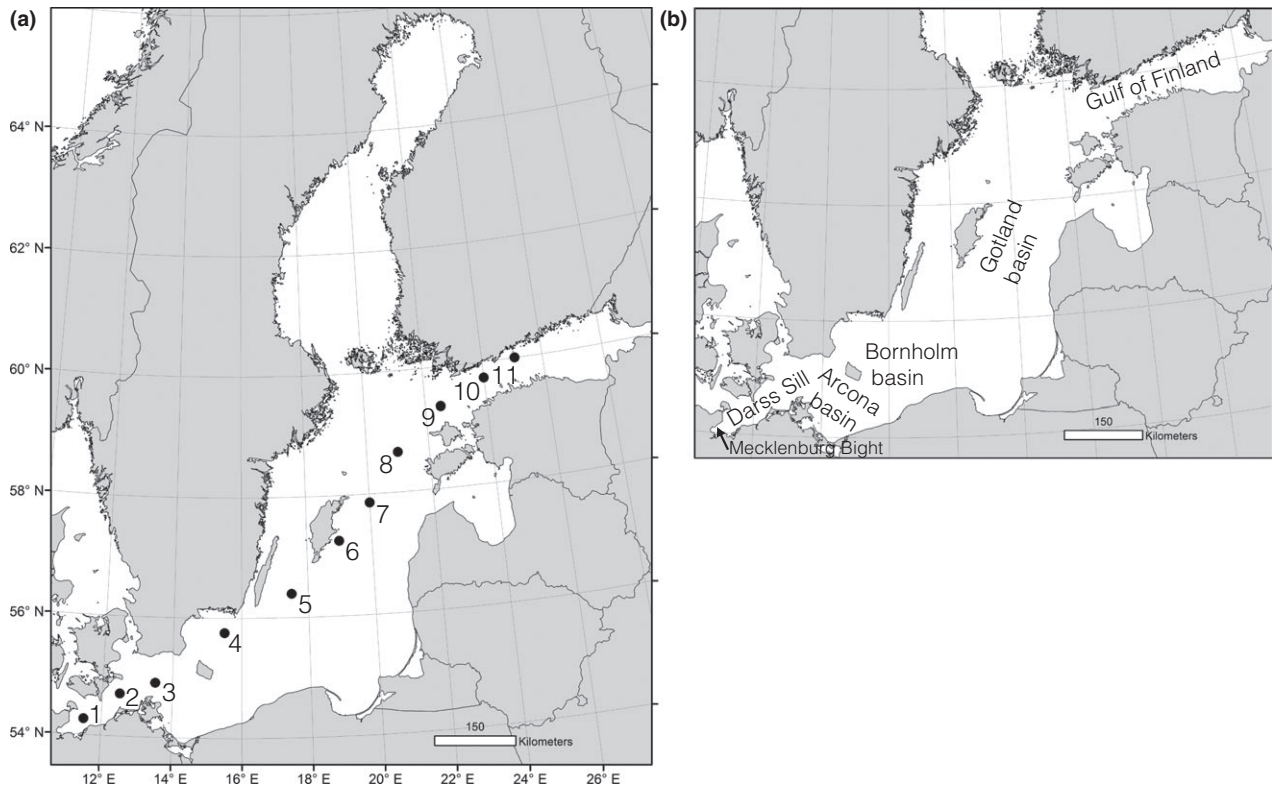 (a)
64° N
62° N
60° N
58° N
56° N
54° N
12° E
14° E
16° E
18° E
20° E
22° E
24° E
26° E
1
2
3
4
5
6
7
8
9
10
11
150
Kilometers
(b)
Gulf of Finland
Gotland
basin
Bornholm
basin
Arcona
basin
Darss Sill
Mecklenburg Bight
150
Kilometers